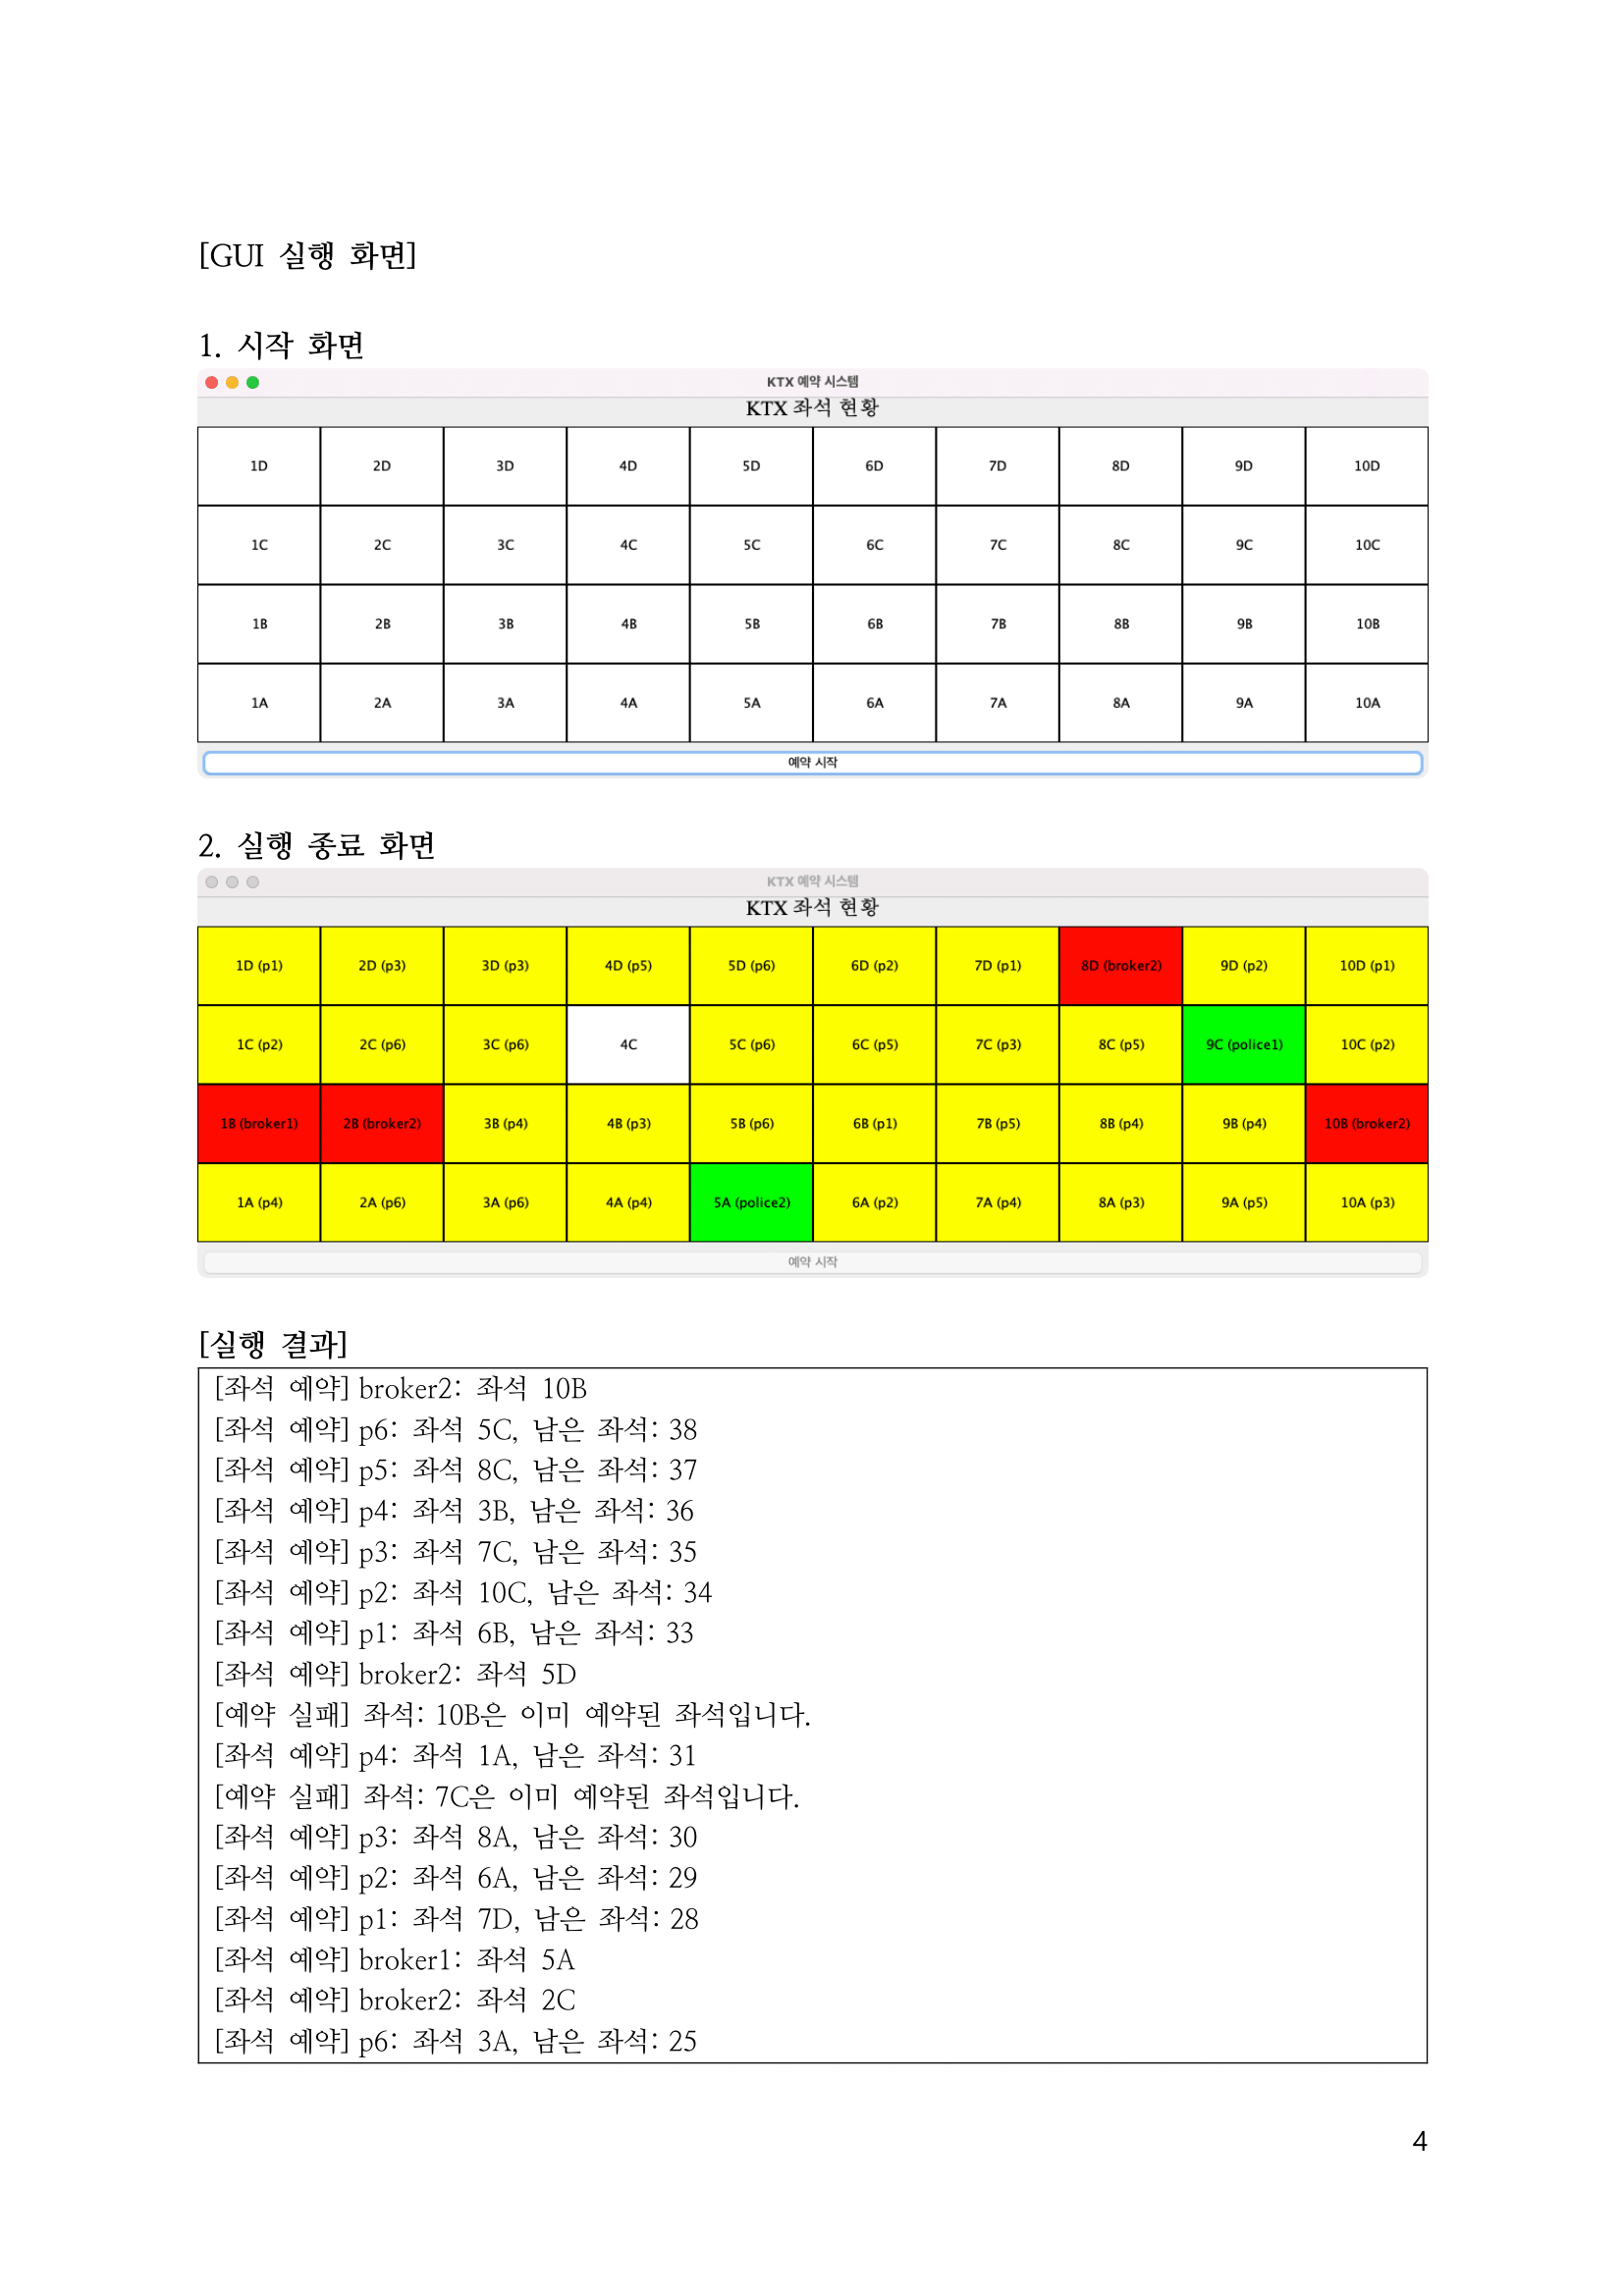 [GUI 실행 화면]
1. 시작 화면
KTX 예약 시스템
KTX 좌석 현황
1D 2D 3D 4D 5D 6D 7D 8D 9D 10D
1C 2C 3C 4C 5C 6C 7C 8C 9C 10C
1B 2B 3B 4B 5B 6B 7B 8B 9B 10B
1A 2A 3A 4A 5A 6A 7A 8A 9A 10A
예약 시작
2. 실행 종료 화면
KTX 예약 시스템
KTX 좌석 현황
1D (p1) 2D (p3) 3D (p3) 4D (p5) 5D (p6) 6D (p2) 7D (p1) 8D (broker2) 9D (p2) 10D (p1)
1C (p2) 2C (p6) 3C (p6) 4C 5C (p6) 6C (p5) 7C (p3) 8C (p5) 9C (police1) 10C (p2)
1B (broker1) 2B (broker2) 3B (p4) 4B (p3) 5B (p6) 6B (p1) 7B (p5) 8B (p4) 9B (p4) 10B (broker2)
1A (p4) 2A (p6) 3A (p6) 4A (p4) 5A (police2) 6A (p2) 7A (p4) 8A (p3) 9A (p5) 10A (p3)
예약 시작
[실행 결과]
[좌석 예약] broker2: 좌석 10B
[좌석 예약] p6: 좌석 5C, 남은 좌석: 38
[좌석 예약] p5: 좌석 8C, 남은 좌석: 37
[좌석 예약] p4: 좌석 3B, 남은 좌석: 36
[좌석 예약] p3: 좌석 7C, 남은 좌석: 35
[좌석 예약] p2: 좌석 10C, 남은 좌석: 34
[좌석 예약] p1: 좌석 6B, 남은 좌석: 33
[좌석 예약] broker2: 좌석 5D
[예약 실패] 좌석: 10B은 이미 예약된 좌석입니다.
[좌석 예약] p4: 좌석 1A, 남은 좌석: 31
[예약 실패] 좌석: 7C은 이미 예약된 좌석입니다.
[좌석 예약] p3: 좌석 8A, 남은 좌석: 30
[좌석 예약] p2: 좌석 6A, 남은 좌석: 29
[좌석 예약] p1: 좌석 7D, 남은 좌석: 28
[좌석 예약] broker1: 좌석 5A
[좌석 예약] broker2: 좌석 2C
[좌석 예약] p6: 좌석 3A, 남은 좌석: 25
4